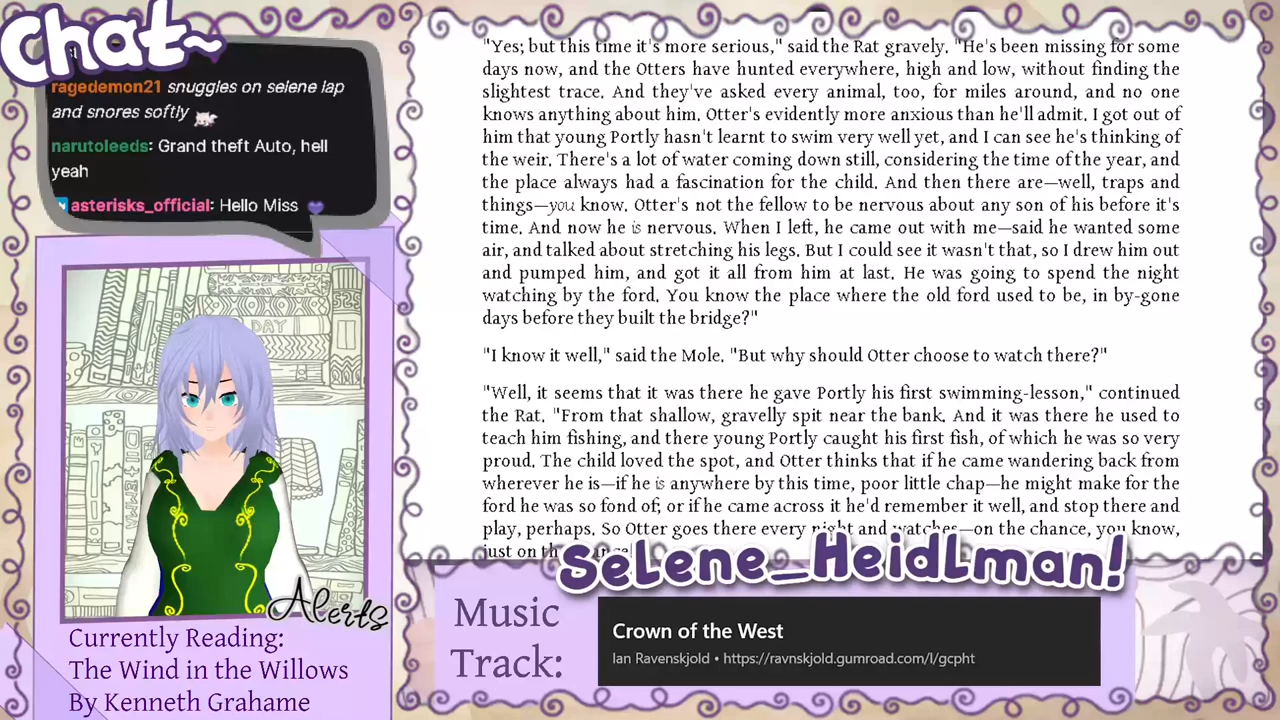 Chat~
ragedemon21 snuggles on selene lap
and snores softly
narutoleeds: Grand theft Auto, hell
yeah
asterisks_official: Hello Miss
DAY
Alerts
Currently Reading:
The Wind in the Willows
By Kenneth Grahame
"Yes; but this time it's more serious," said the Rat gravely. "He's been missing for some
days now, and the Otters have hunted everywhere, high and low, without finding the
slightest trace. And they've asked every animal, too, for miles around, and no one
knows anything about him. Otter's evidently more anxious than he'll admit. I got out of
him that young Portly hasn't learnt to swim very well yet, and I can see he's thinking of
the weir. There's a lot of water coming down still, considering the time of the year, and
the place always had a fascination for the child. And then there are—well, traps and
things—you know. Otter's not the fellow to be nervous about any son of his before it's
time. And now he is nervous. When I left, he came out with me—said he wanted some
air, and talked about stretching his legs. But I could see it wasn't that, so I drew him out
and pumped him, and got it all from him at last. He was going to spend the night
watching by the ford. You know the place where the old ford used to be, in by-gone
days before they built the bridge?"
"I know it well," said the Mole. "But why should Otter choose to watch there?"
"Well, it seems that it was there he gave Portly his first swimming-lesson," continued
the Rat. "From that shallow, gravelly spit near the bank. And it was there he used to
teach him fishing, and there young Portly caught his first fish, of which he was so very
proud. The child loved the spot, and Otter thinks that if he came wandering back from
wherever he is—if he is anywhere by this time, poor little chap—he might make for the
ford he was so fond of; or if he came across it he'd remember it well, and stop there and
play, perhaps. So Otter goes there every night and watches—on the chance, you know,
just on
Selene_Heidlman!
Music
Track:
Crown of the West
Ian Ravenskjold • https://ravnskjold.gumroad.com/l/gcpht